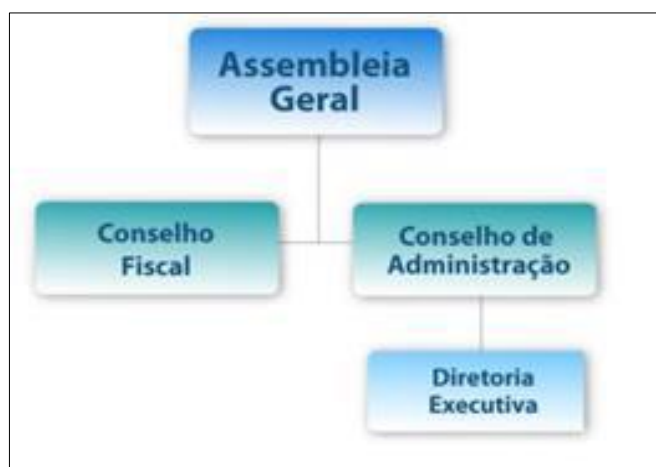 Assembleia
Geral
Conselho
Fiscal
Conselho de
Administração
Diretoria
Executiva